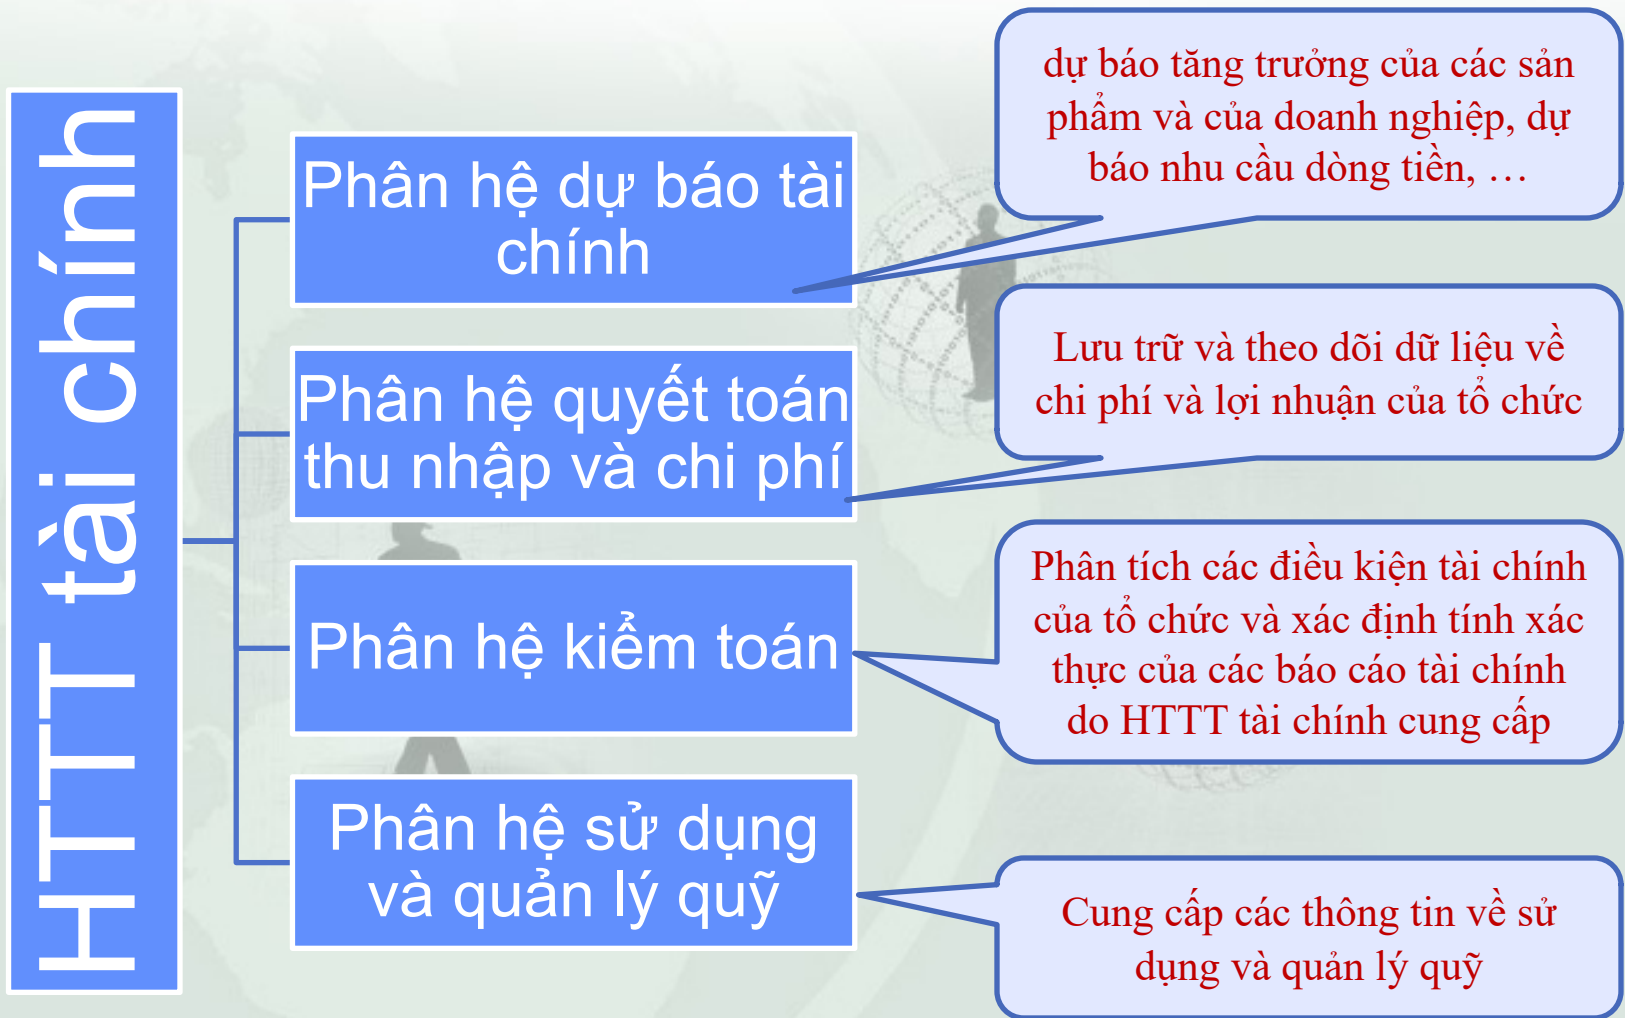 HTTT tài chính
Phân hệ dự báo tài
chính
dự báo tăng trưởng của các sản
phẩm và của doanh nghiệp, dự
báo nhu cầu dòng tiền, …
Phân hệ quyết toán
thu nhập và chi phí
Lưu trữ và theo dõi dữ liệu về
chi phí và lợi nhuận của tổ chức
Phân hệ kiểm toán
Phân tích các điều kiện tài chính
của tổ chức và xác định tính xác
thực của các báo cáo tài chính
do HTTT tài chính cung cấp
Phân hệ sử dụng
và quản lý quỹ
Cung cấp các thông tin về sử
dụng và quản lý quỹ